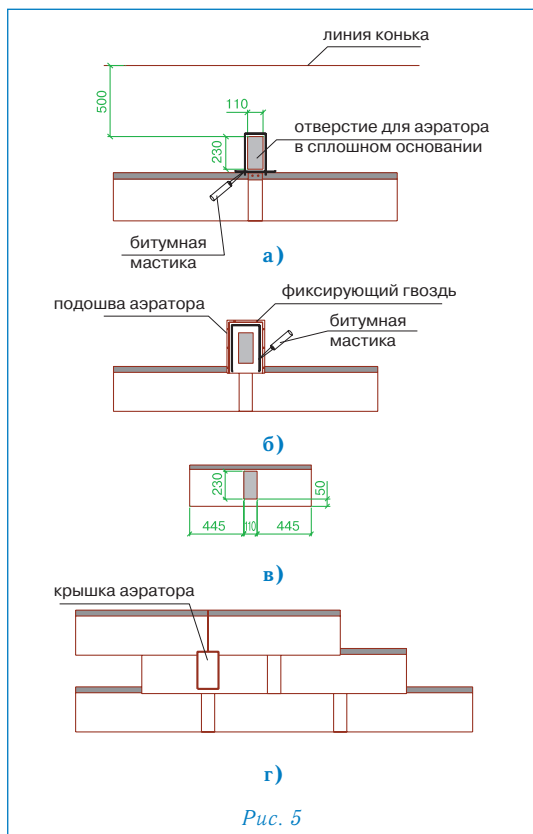 линия конька
500
110
230
отверстие для аэратора
в сплошном основании
битумная
мастика
а)
подошва аэратора
фиксирующий гвоздь
битумная
мастика
б)
230
50
445
110
445
в)
крышка аэратора
г)
Рис. 5